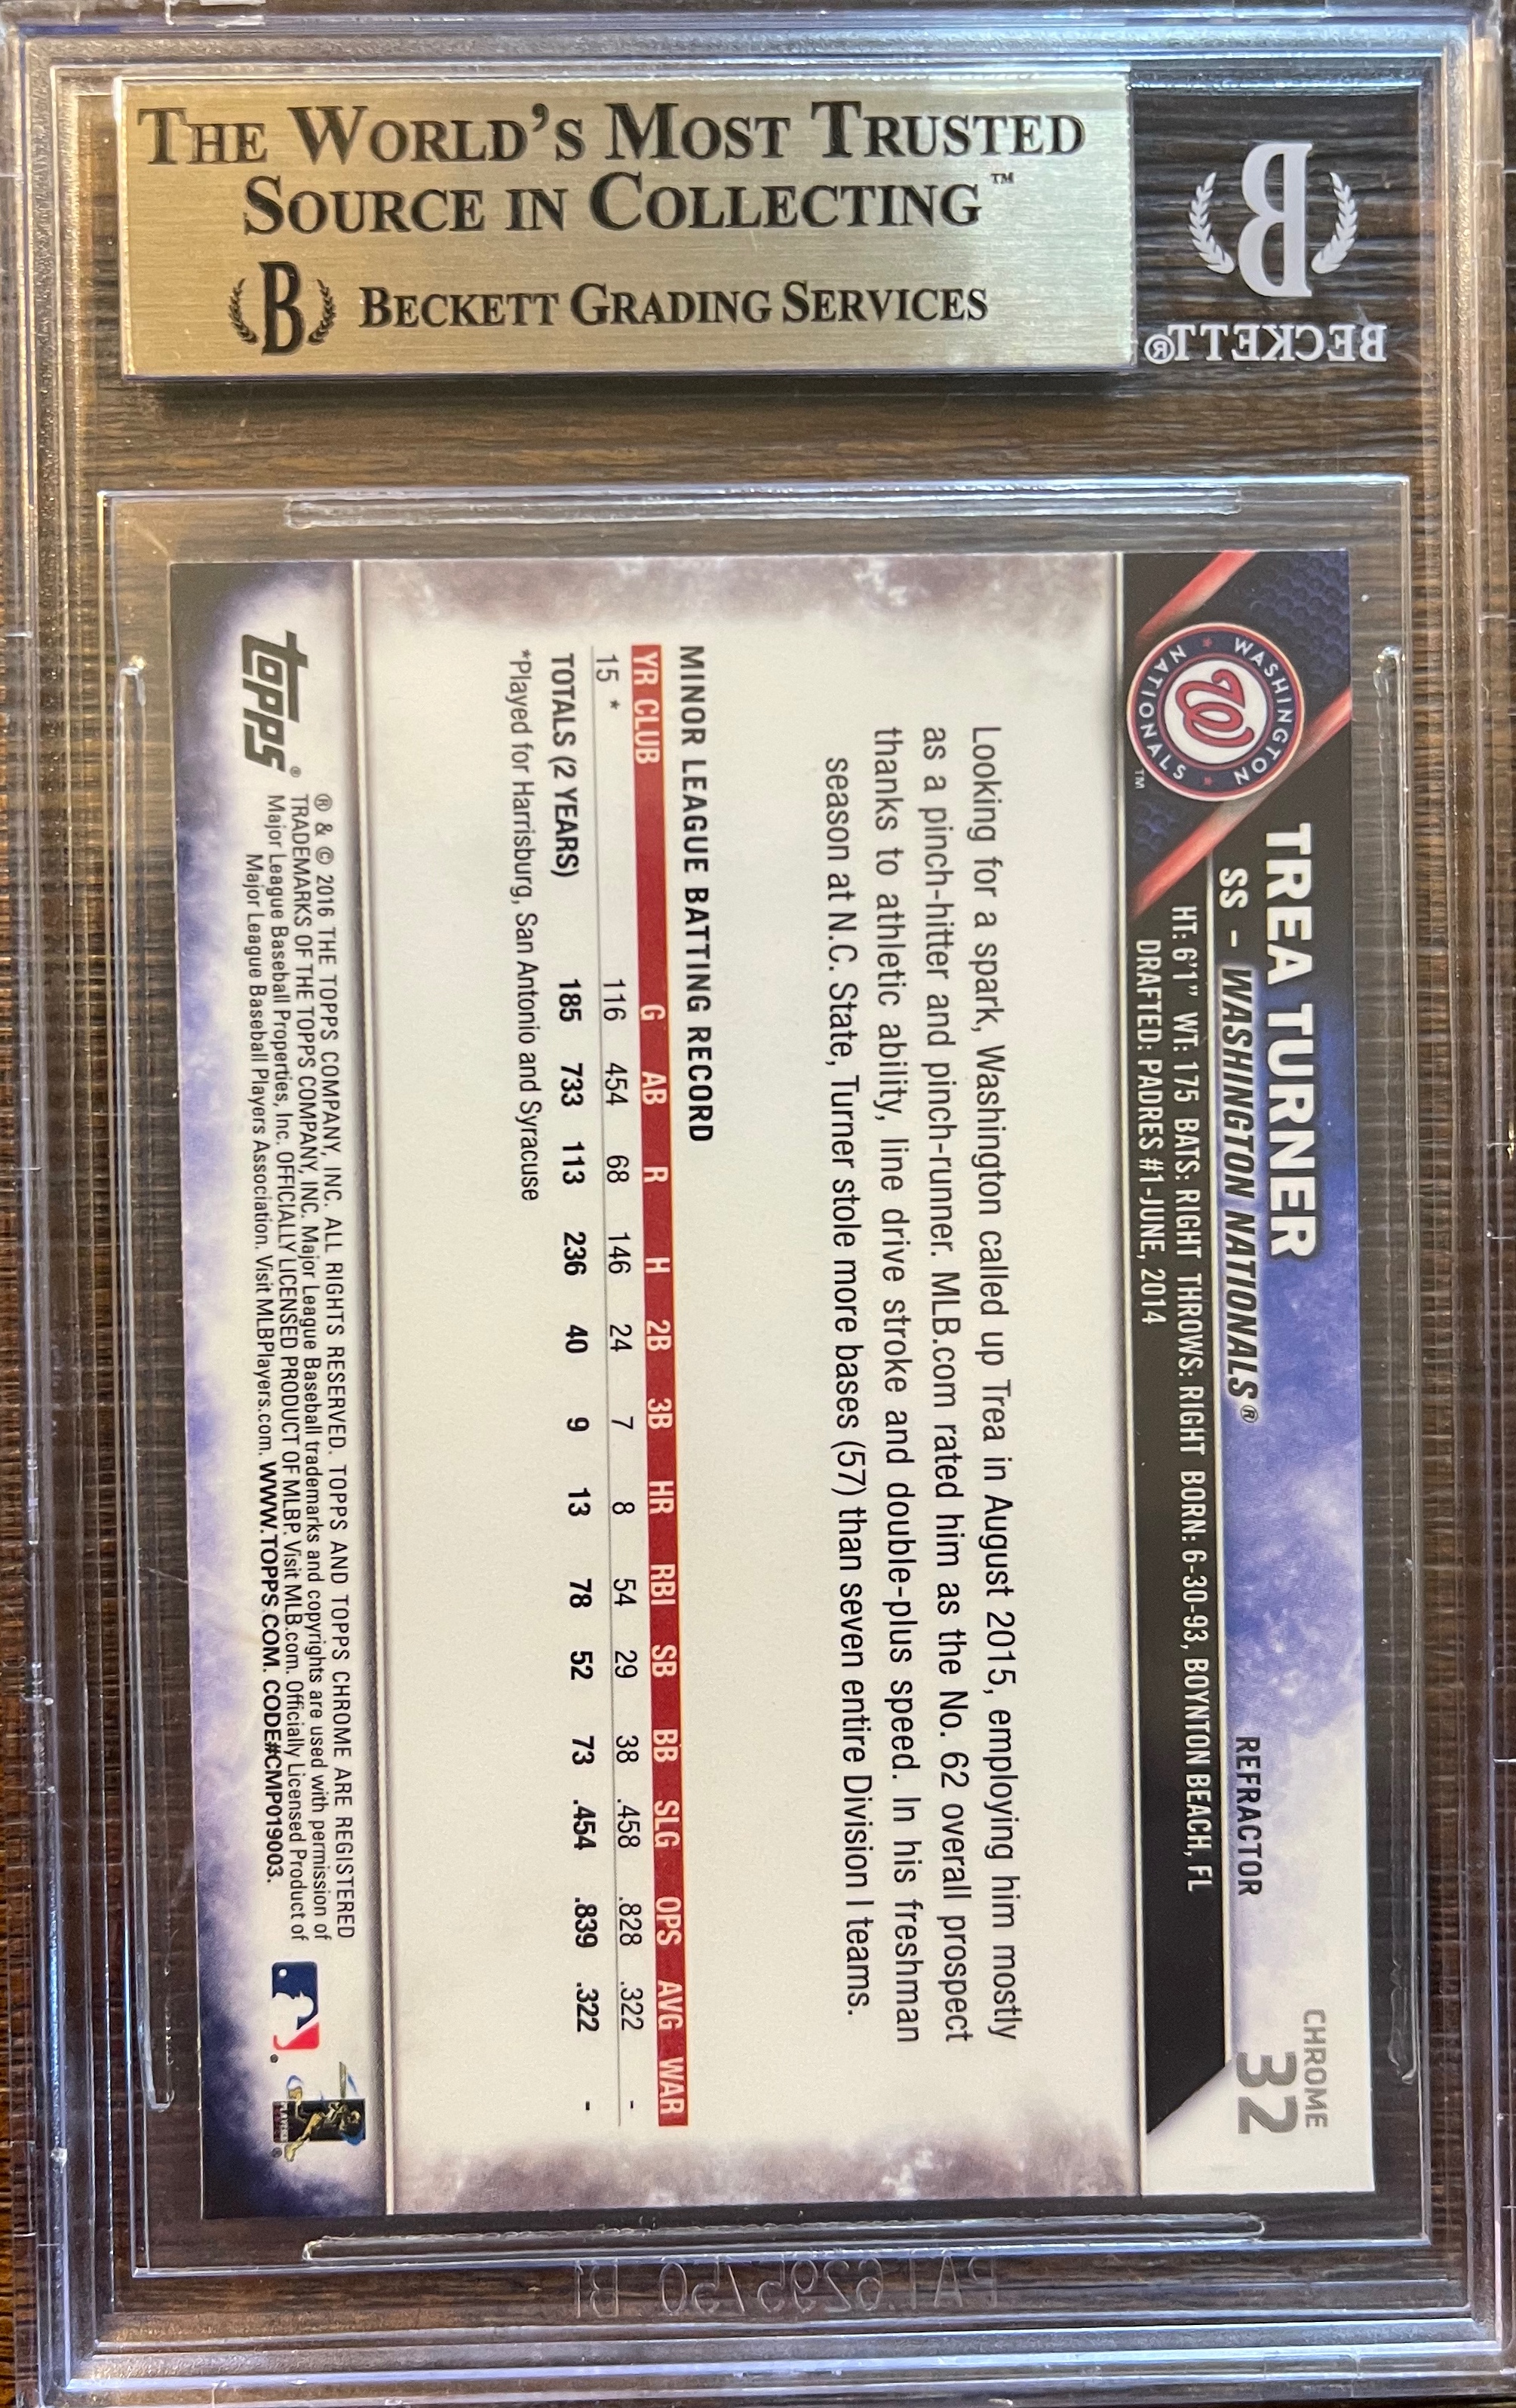 THE WORLD'S MOST TRUSTED
SOURCE IN COLLECTING™
B BECKETT GRADING SERVICES
B
BECKETT®
WASHINGTON NATIONALS
W
TM
TREA TURNER
SS - WASHINGTON NATIONALS®
REFRACTOR
CHROME
32
HT: 6'1" WT: 175 BATS: RIGHT THROWS: RIGHT BORN: 6-30-93, BOYNTON BEACH, FL
DRAFTED: PADRES #1-JUNE, 2014
Looking for a spark, Washington called up Trea in August 2015, employing him mostly
as a pinch-hitter and pinch-runner. MLB.com rated him as the No. 62 overall prospect
thanks to athletic ability, line drive stroke and double-plus speed. In his freshman
season at N.C. State, Turner stole more bases (57) than seven entire Division I teams.
MINOR LEAGUE BATTING RECORD
YR CLUB G AB R H 2B 3B HR RBI SB BB SLG OPS AVG WAR
15 * 116 454 68 146 24 7 8 54 29 38 .458 .828 .322 -
TOTALS (2 YEARS) 185 733 113 236 40 9 13 78 52 73 .454 .839 .322 -
*Played for Harrisburg, San Antonio and Syracuse
topps®
® & © 2016 THE TOPPS COMPANY, INC. ALL RIGHTS RESERVED. TOPPS AND TOPPS CHROME ARE REGISTERED
TRADEMARKS OF THE TOPPS COMPANY, INC. Major League Baseball trademarks and copyrights are used with permission of
Major League Baseball Properties, Inc. OFFICIALLY LICENSED PRODUCT OF MLBP. Visit MLB.com. Officially Licensed Product of
Major League Baseball Players Association. Visit MLBPlayers.com. WWW.TOPPS.COM. CODE#CMP019003.